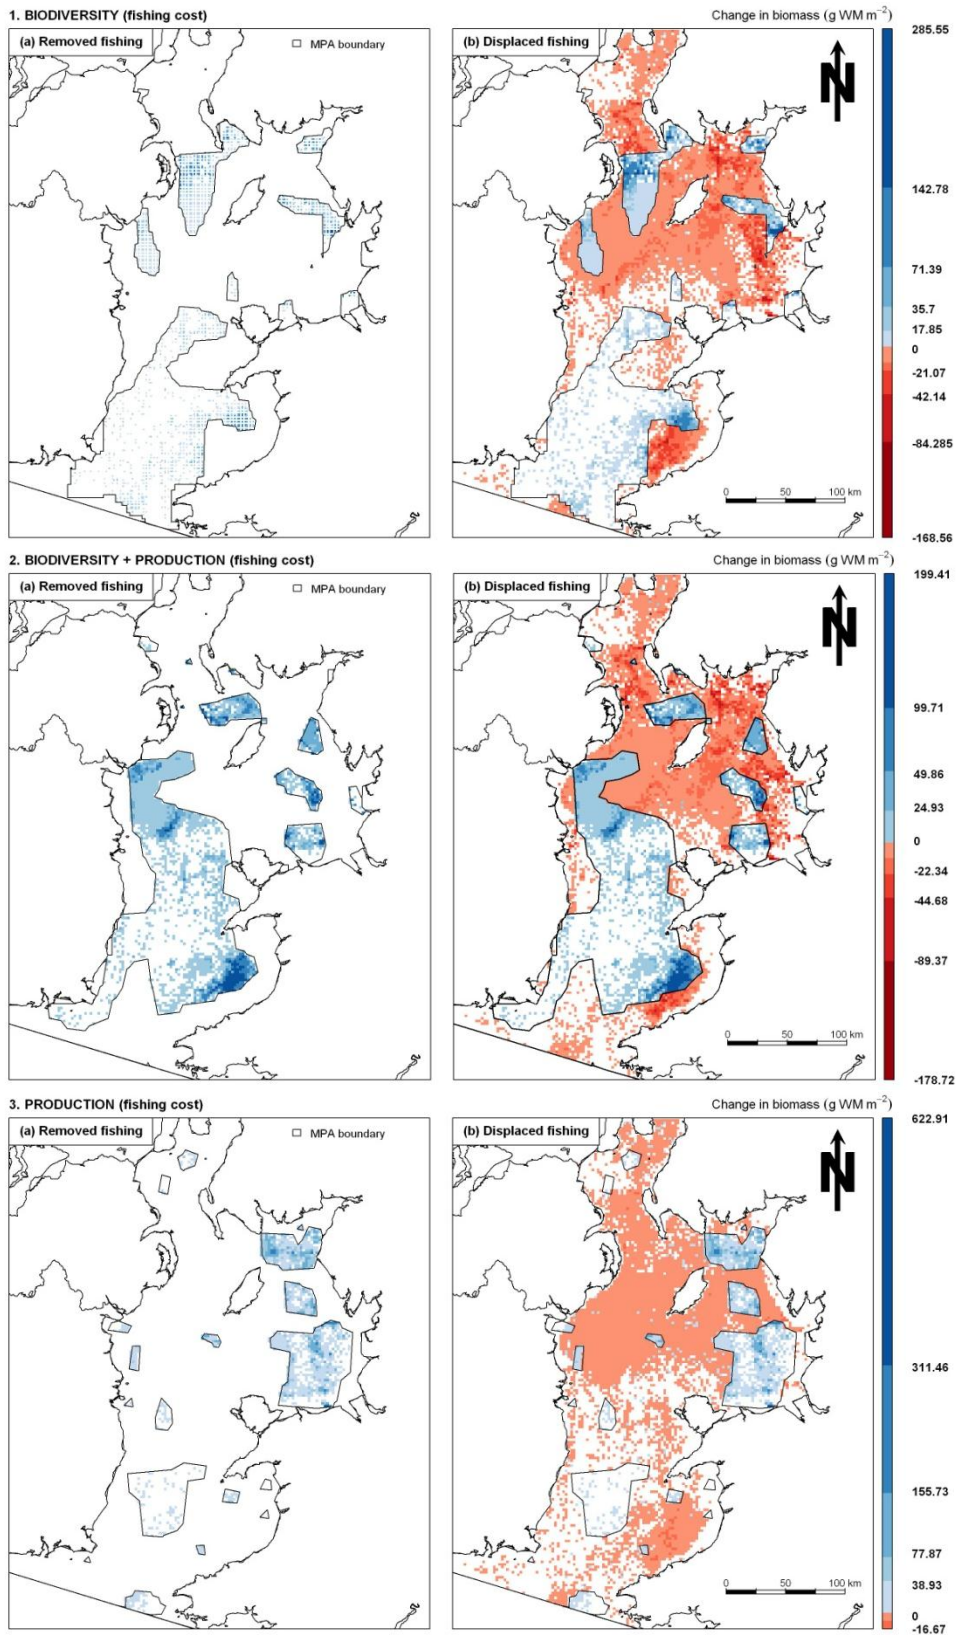 1. BIODIVERSITY (fishing cost)
Change in biomass (g WM m⁻²)
(a) Removed fishing
MPA boundary
(b) Displaced fishing
N
285.55
142.78
71.39
35.7
17.85
0
-21.07
-42.14
-84.285
-168.56
0 50 100 km
2. BIODIVERSITY + PRODUCTION (fishing cost)
Change in biomass (g WM m⁻²)
(a) Removed fishing
MPA boundary
(b) Displaced fishing
N
199.41
99.71
49.86
24.93
0
-22.34
-44.68
-89.37
-178.72
0 50 100 km
3. PRODUCTION (fishing cost)
Change in biomass (g WM m⁻²)
(a) Removed fishing
MPA boundary
(b) Displaced fishing
N
622.91
311.46
155.73
77.87
38.93
0
-16.67
0 50 100 km